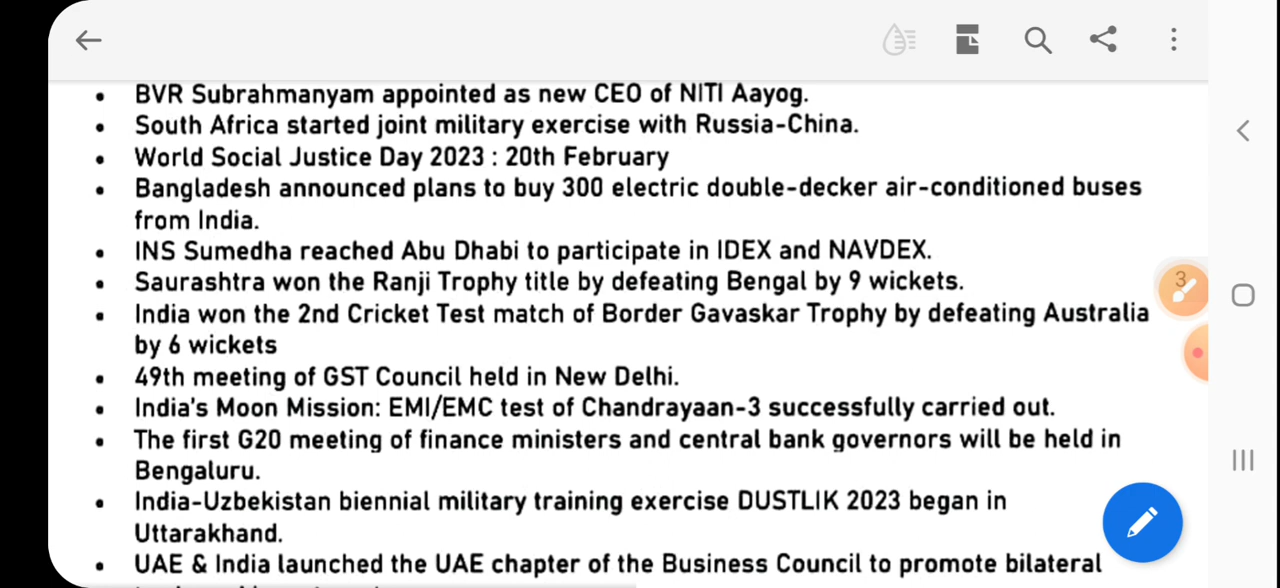 • BVR Subrahmanyam appointed as new CEO of NITI Aayog.
• South Africa started joint military exercise with Russia-China.
• World Social Justice Day 2023 : 20th February
• Bangladesh announced plans to buy 300 electric double-decker air-conditioned buses
from India.
• INS Sumedha reached Abu Dhabi to participate in IDEX and NAVDEX.
• Saurashtra won the Ranji Trophy title by defeating Bengal by 9 wickets.
• India won the 2nd Cricket Test match of Border Gavaskar Trophy by defeating Australia
by 6 wickets
• 49th meeting of GST Council held in New Delhi.
• India's Moon Mission: EMI/EMC test of Chandrayaan-3 successfully carried out.
• The first G20 meeting of finance ministers and central bank governors will be held in
Bengaluru.
• India-Uzbekistan biennial military training exercise DUSTLIK 2023 began in
Uttarakhand.
• UAE & India launched the UAE chapter of the Business Council to promote bilateral
3